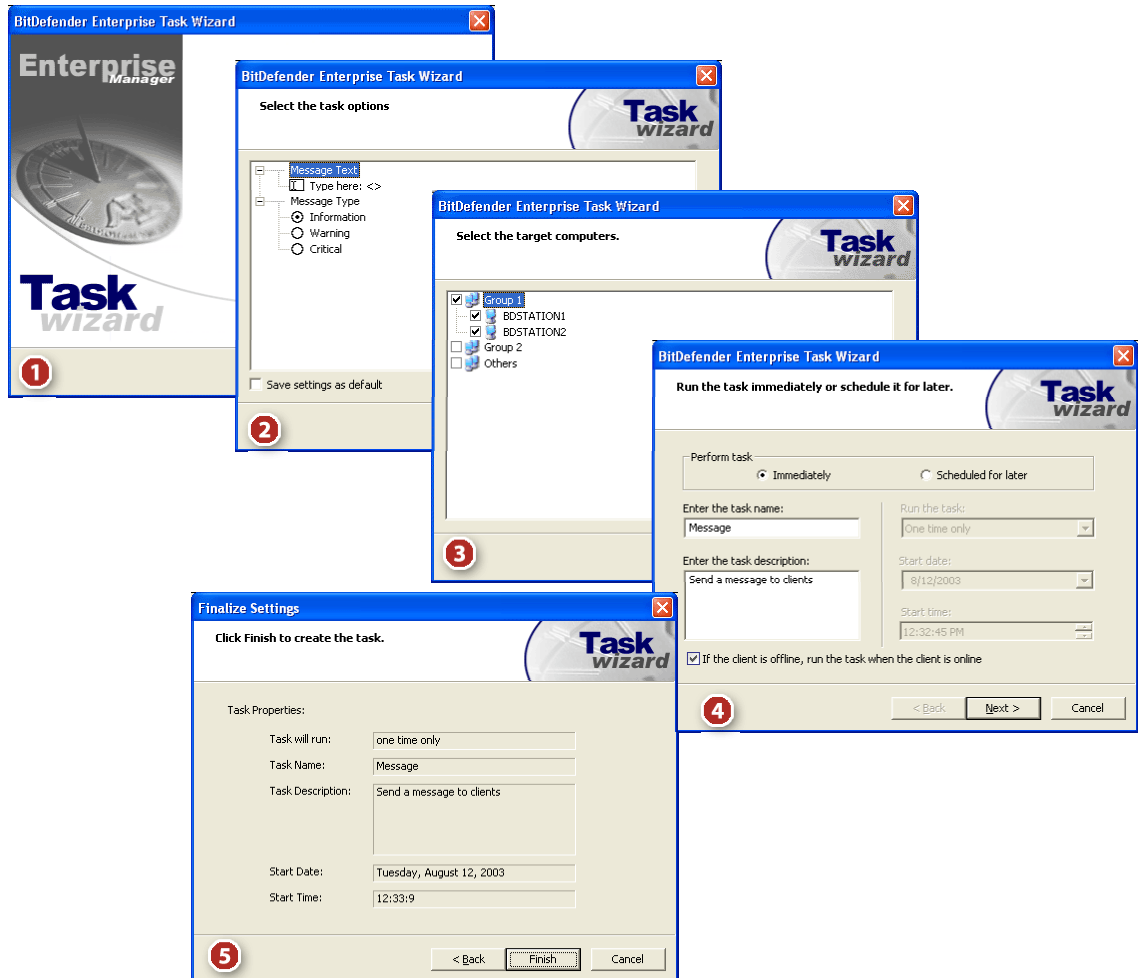 BitDefender Enterprise Task Wizard
Enterprise
Manager
Task
wizard
1
BitDefender Enterprise Task Wizard
Select the task options
Task
wizard
Message Text
Type here: <>
Message Type
Information
Warning
Critical
Save settings as default
2
BitDefender Enterprise Task Wizard
Select the target computers.
Task
wizard
Group 1
BDSTATION1
BDSTATION2
Group 2
Others
3
BitDefender Enterprise Task Wizard
Run the task immediately or schedule it for later.
Task
wizard
Perform task
Immediately
Scheduled for later
Enter the task name:
Message
Enter the task description:
Send a message to clients
Run the task:
One time only
Start date:
8/12/2003
Start time:
12:32:45 PM
If the client is offline, run the task when the client is online
4
< Back
Next >
Cancel
Finalize Settings
Click Finish to create the task.
Task
wizard
Task Properties:
Task will run: one time only
Task Name: Message
Task Description: Send a message to clients
Start Date: Tuesday, August 12, 2003
Start Time: 12:33:9
5
< Back
Finish
Cancel